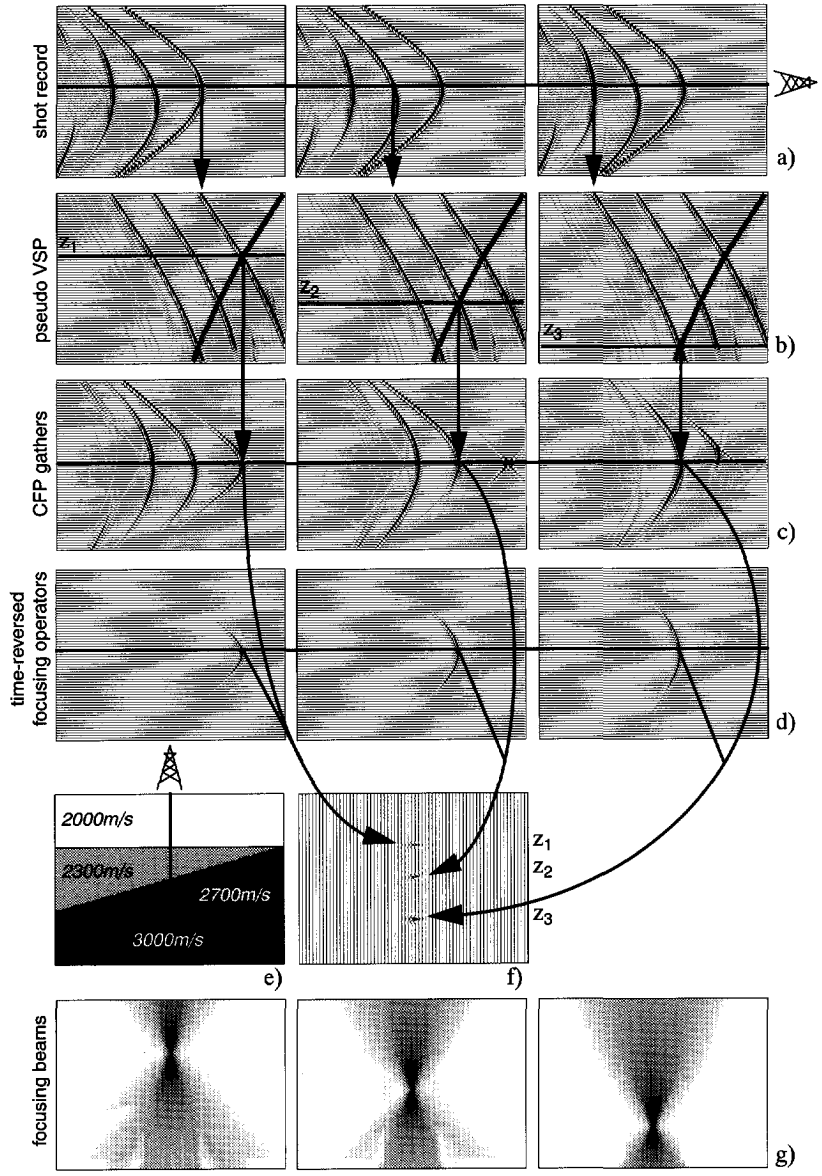 shot record
a)
pseudo VSP
z1
z2
z3
b)
CFP gathers
c)
time-reversed
focusing operators
d)
2000m/s
2300m/s
2700m/s
3000m/s
e)
z1
z2
z3
f)
focusing beams
g)